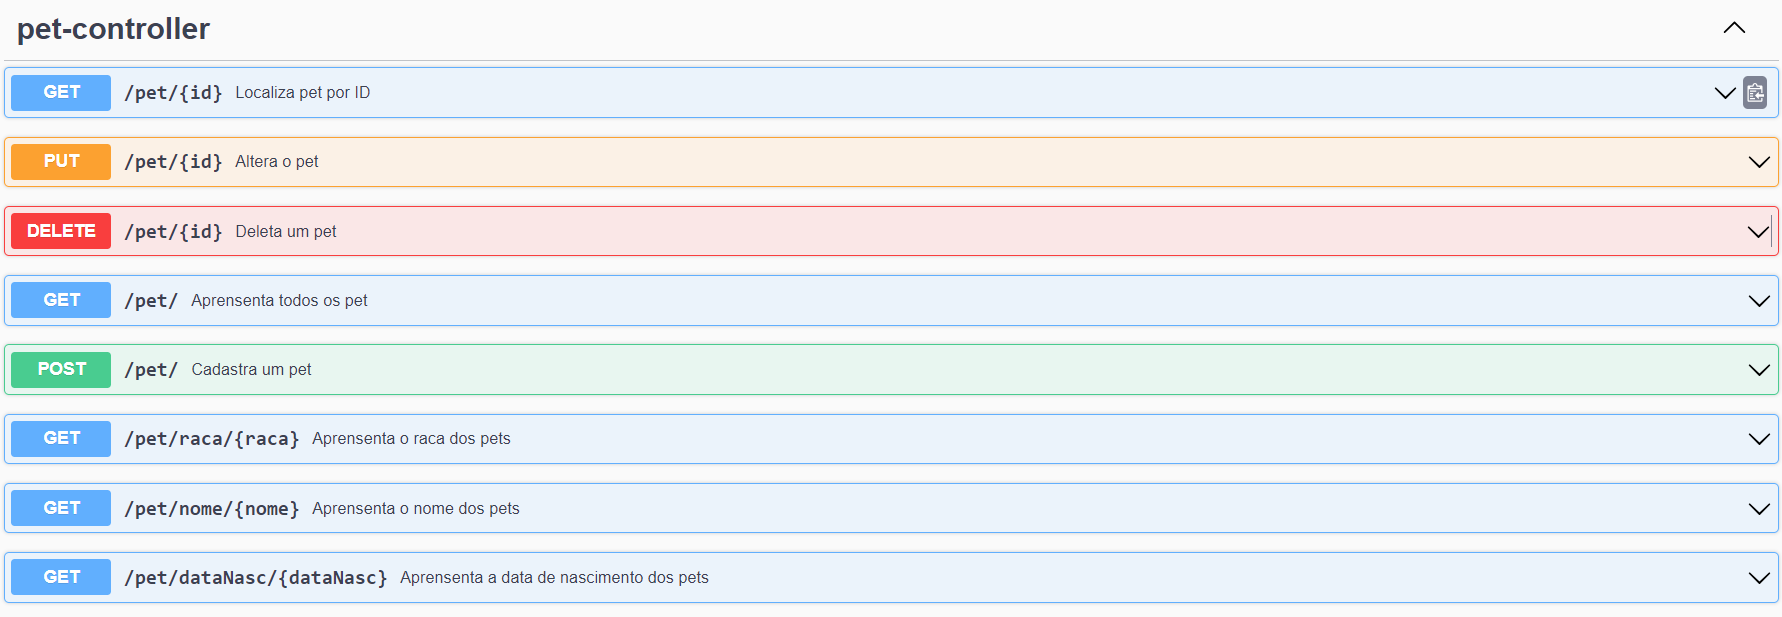 pet-controller
GET /pet/{id} Localiza pet por ID
PUT /pet/{id} Altera o pet
DELETE /pet/{id} Deleta um pet
GET /pet/ Aprensenta todos os pet
POST /pet/ Cadastra um pet
GET /pet/raca/{raca} Aprensenta o raca dos pets
GET /pet/nome/{nome} Aprensenta o nome dos pets
GET /pet/dataNasc/{dataNasc} Aprensenta a data de nascimento dos pets